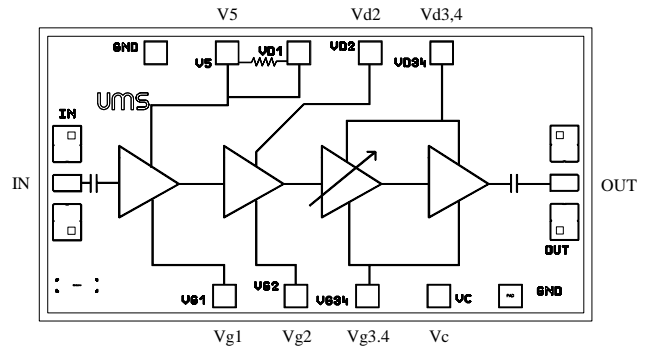 V5 Vd2 Vd3,4
GND V5 VD1 VD2 VD34
ums
IN
IN OUT
OUT
VG1 VG2 VG34 VC GND
Vg1 Vg2 Vg3.4 Vc